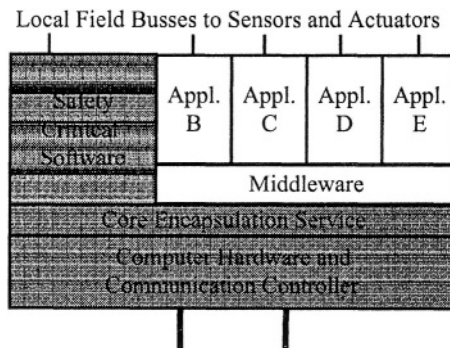 Local Field Busses to Sensors and Actuators
Safety
Critical
Software
Appl.
B
Appl.
C
Appl.
D
Appl.
E
Middleware
Core Encapsulation Service
Computer Hardware and
Communication Controller